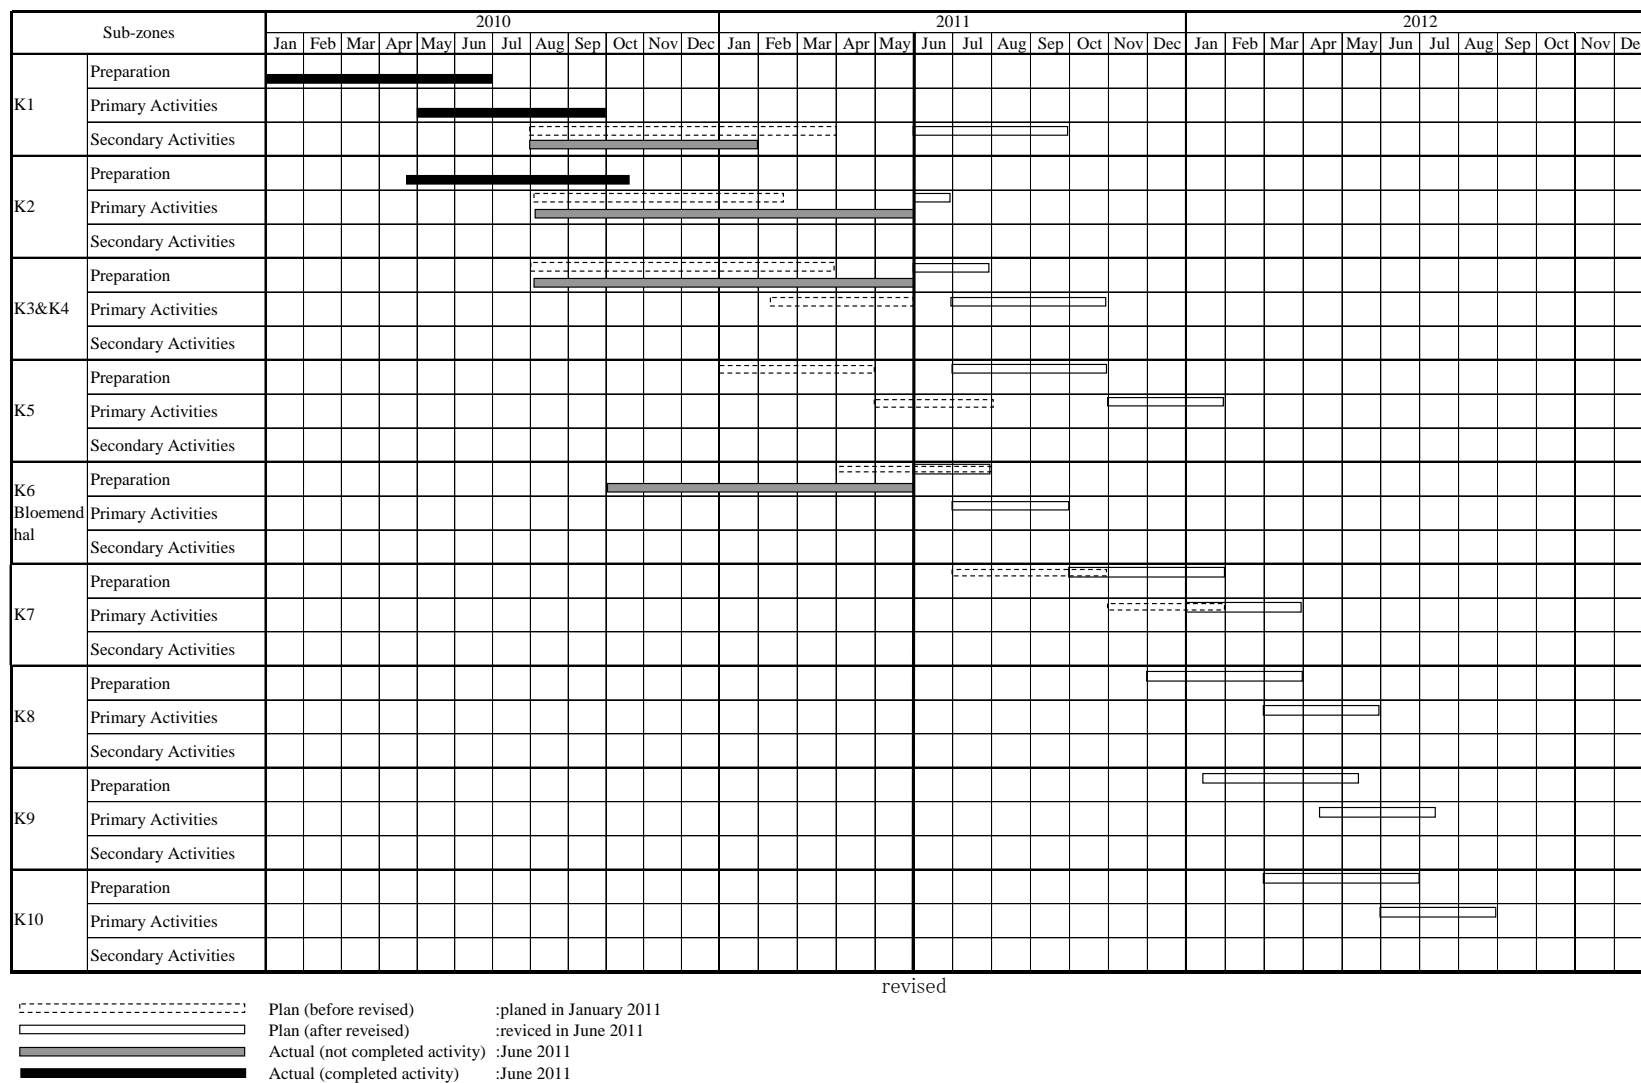 Sub-zones 2010 2011 2012
Jan Feb Mar Apr May Jun Jul Aug Sep Oct Nov Dec Jan Feb Mar Apr May Jun Jul Aug Sep Oct Nov Dec Jan Feb Mar Apr May Jun Jul Aug Sep Oct Nov De
K1
Preparation
Primary Activities
Secondary Activities
K2
Preparation
Primary Activities
Secondary Activities
K3&K4
Preparation
Primary Activities
Secondary Activities
K5
Preparation
Primary Activities
Secondary Activities
K6
Bloemend
hal
Preparation
Primary Activities
Secondary Activities
K7
Preparation
Primary Activities
Secondary Activities
K8
Preparation
Primary Activities
Secondary Activities
K9
Preparation
Primary Activities
Secondary Activities
K10
Preparation
Primary Activities
Secondary Activities
revised
Plan (before revised) :planed in January 2011
Plan (after reveised) :reviced in June 2011
Actual (not completed activity) :June 2011
Actual (completed activity) :June 2011